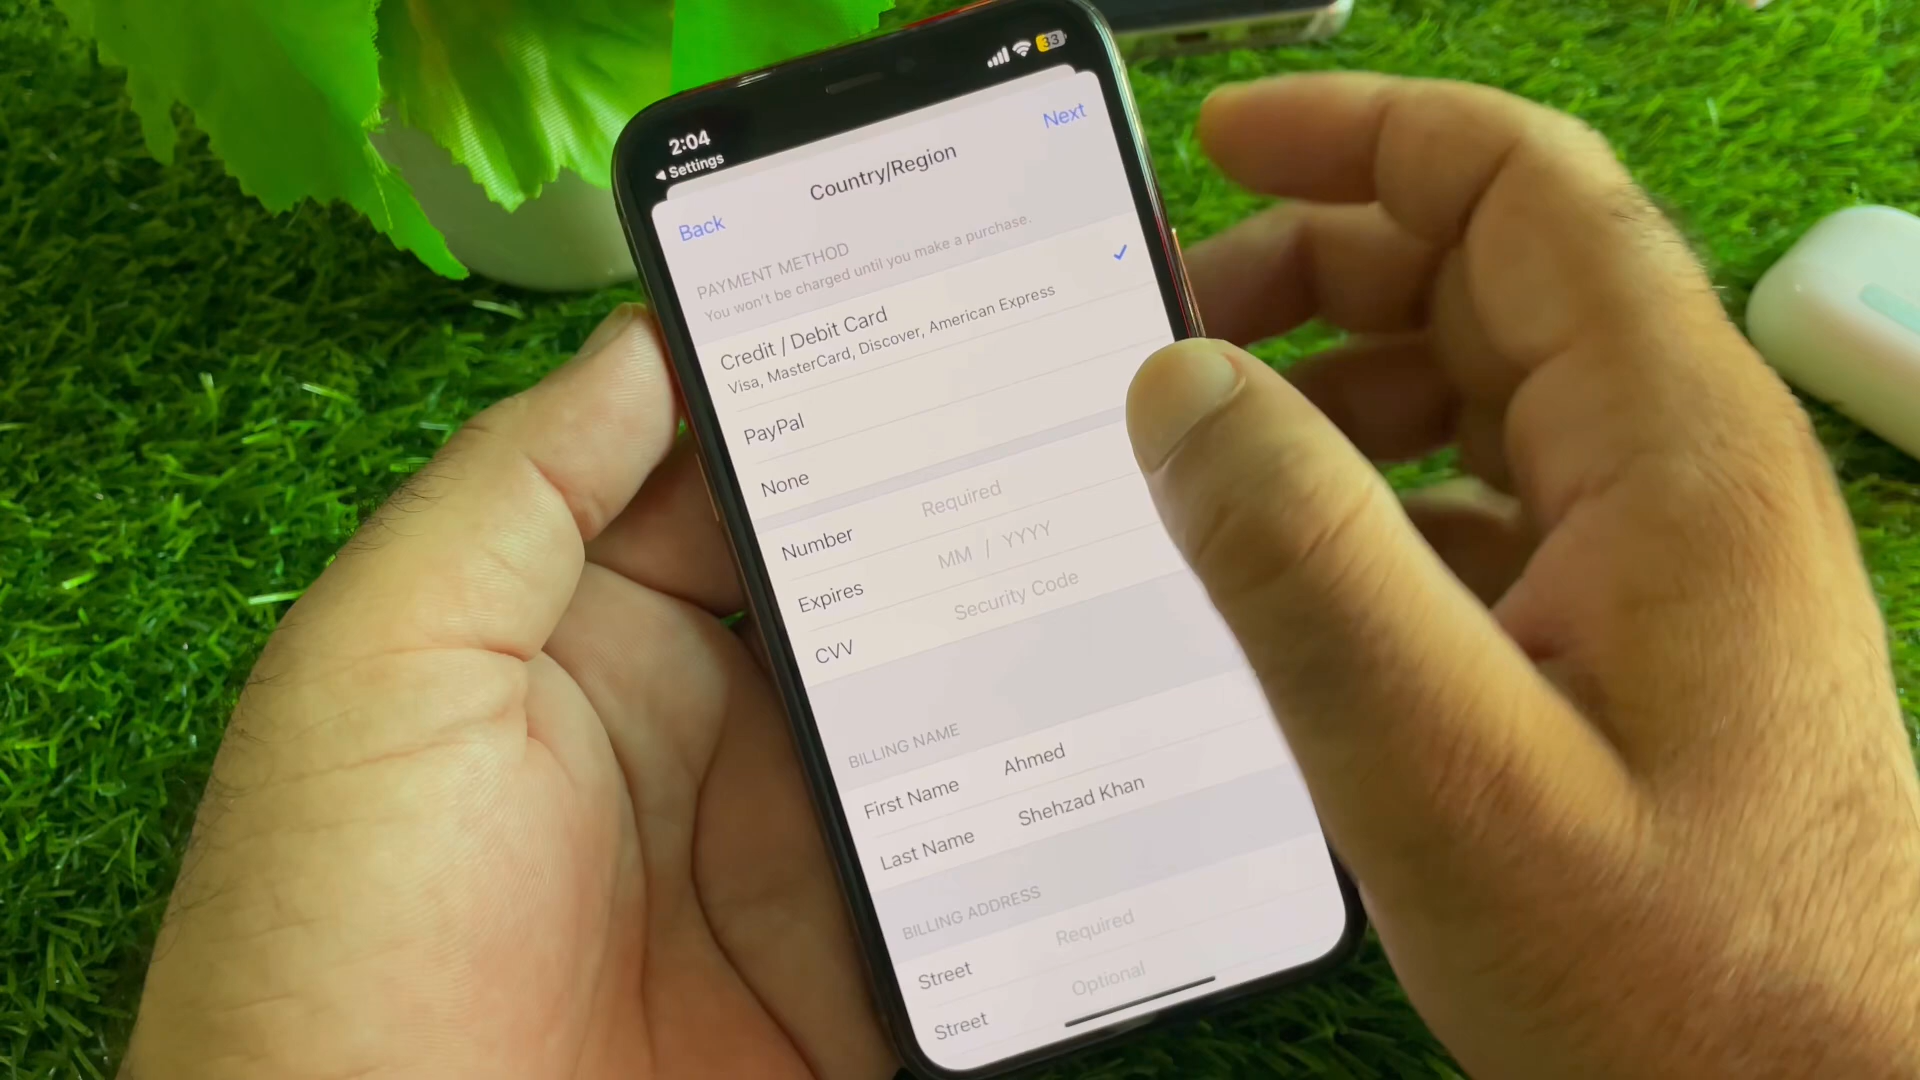 33
2:04
Settings
Next
Country/Region
Back
PAYMENT METHOD
You won't be charged until you make a purchase.
Credit / Debit Card
Visa, MasterCard, Discover, American Express
PayPal
None
Number Required
Expires MM / YYYY
CVV Security Code
BILLING NAME
First Name Ahmed
Last Name Shehzad Khan
BILLING ADDRESS
Street Required
Street Optional